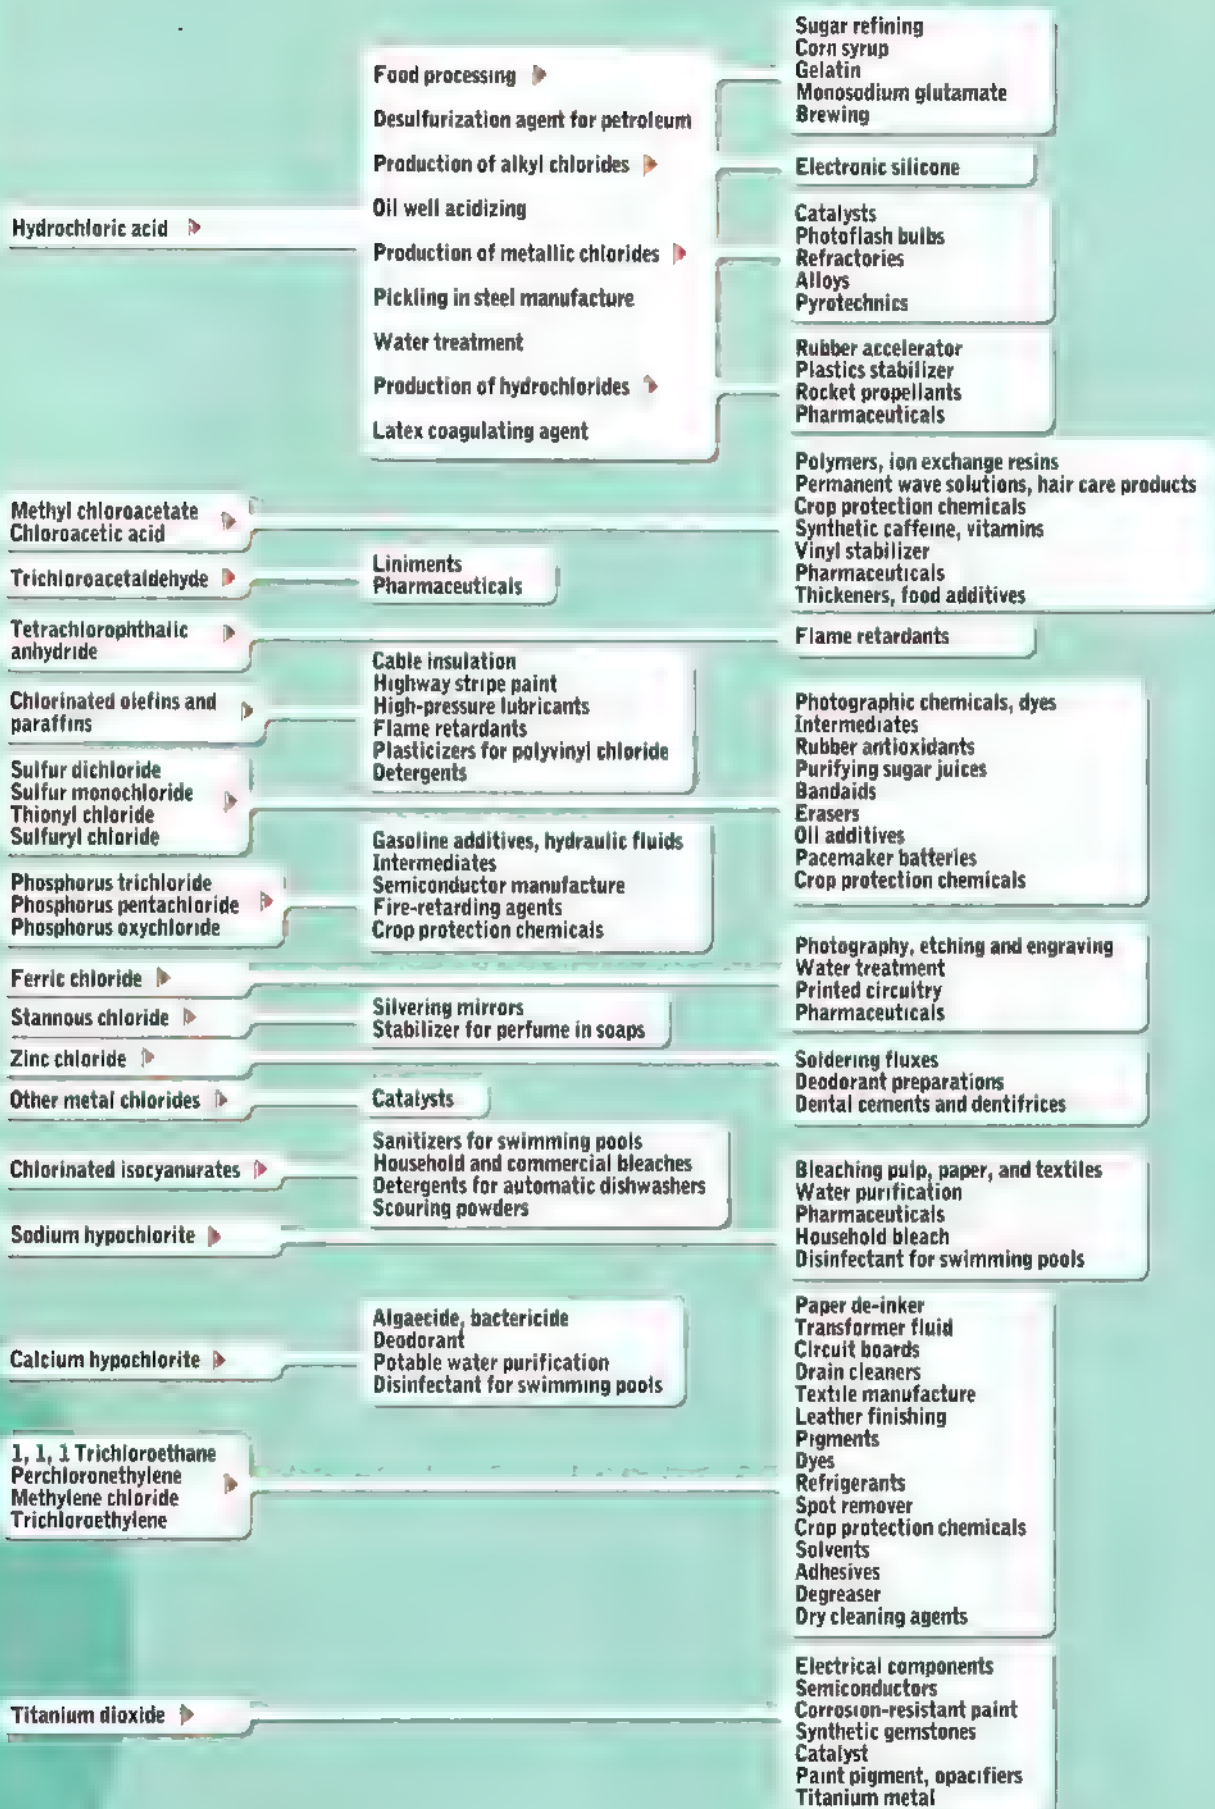 Hydrochloric acid
Food processing
Desulfurization agent for petroleum
Production of alkyl chlorides
Oil well acidizing
Production of metallic chlorides
Pickling in steel manufacture
Water treatment
Production of hydrochlorides
Latex coagulating agent
Sugar refining
Corn syrup
Gelatin
Monosodium glutamate
Brewing
Electronic silicone
Catalysts
Photoflash bulbs
Refractories
Alloys
Pyrotechnics
Rubber accelerator
Plastics stabilizer
Rocket propellants
Pharmaceuticals
Methyl chloroacetate
Chloroacetic acid
Polymers, ion exchange resins
Permanent wave solutions, hair care products
Crop protection chemicals
Synthetic caffeine, vitamins
Vinyl stabilizer
Pharmaceuticals
Thickeners, food additives
Trichloroacetaldehyde
Liniments
Pharmaceuticals
Tetrachlorophthalic
anhydride
Flame retardants
Chlorinated olefins and
paraffins
Cable insulation
Highway stripe paint
High-pressure lubricants
Flame retardants
Plasticizers for polyvinyl chloride
Detergents
Sulfur dichloride
Sulfur monochloride
Thionyl chloride
Sulfuryl chloride
Photographic chemicals, dyes
Intermediates
Rubber antioxidants
Purifying sugar juices
Bandaids
Erasers
Oil additives
Pacemaker batteries
Crop protection chemicals
Phosphorus trichloride
Phosphorus pentachloride
Phosphorus oxychloride
Gasoline additives, hydraulic fluids
Intermediates
Semiconductor manufacture
Fire-retarding agents
Crop protection chemicals
Ferric chloride
Photography, etching and engraving
Water treatment
Printed circuitry
Pharmaceuticals
Stannous chloride
Silvering mirrors
Stabilizer for perfume in soaps
Zinc chloride
Soldering fluxes
Deodorant preparations
Dental cements and dentifrices
Other metal chlorides
Catalysts
Chlorinated isocyanurates
Sanitizers for swimming pools
Household and commercial bleaches
Detergents for automatic dishwashers
Scouring powders
Sodium hypochlorite
Bleaching pulp, paper, and textiles
Water purification
Pharmaceuticals
Household bleach
Disinfectant for swimming pools
Calcium hypochlorite
Algaecide, bactericide
Deodorant
Potable water purification
Disinfectant for swimming pools
1, 1, 1 Trichloroethane
Perchloronethylene
Methylene chloride
Trichloroethylene
Paper de-inker
Transformer fluid
Circuit boards
Drain cleaners
Textile manufacture
Leather finishing
Pigments
Dyes
Refrigerants
Spot remover
Crop protection chemicals
Solvents
Adhesives
Degreaser
Dry cleaning agents
Titanium dioxide
Electrical components
Semiconductors
Corrosion-resistant paint
Synthetic gemstones
Catalyst
Paint pigment, opacifiers
Titanium metal